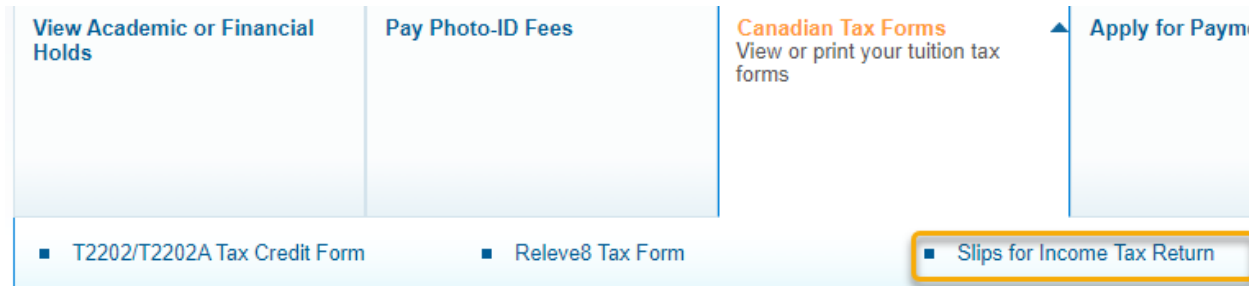 View Academic or Financial
Holds
Pay Photo-ID Fees
Canadian Tax Forms
View or print your tuition tax
forms
Apply for
T2202/T2202A Tax Credit Form
Releve8 Tax Form
Slips for Income Tax Return